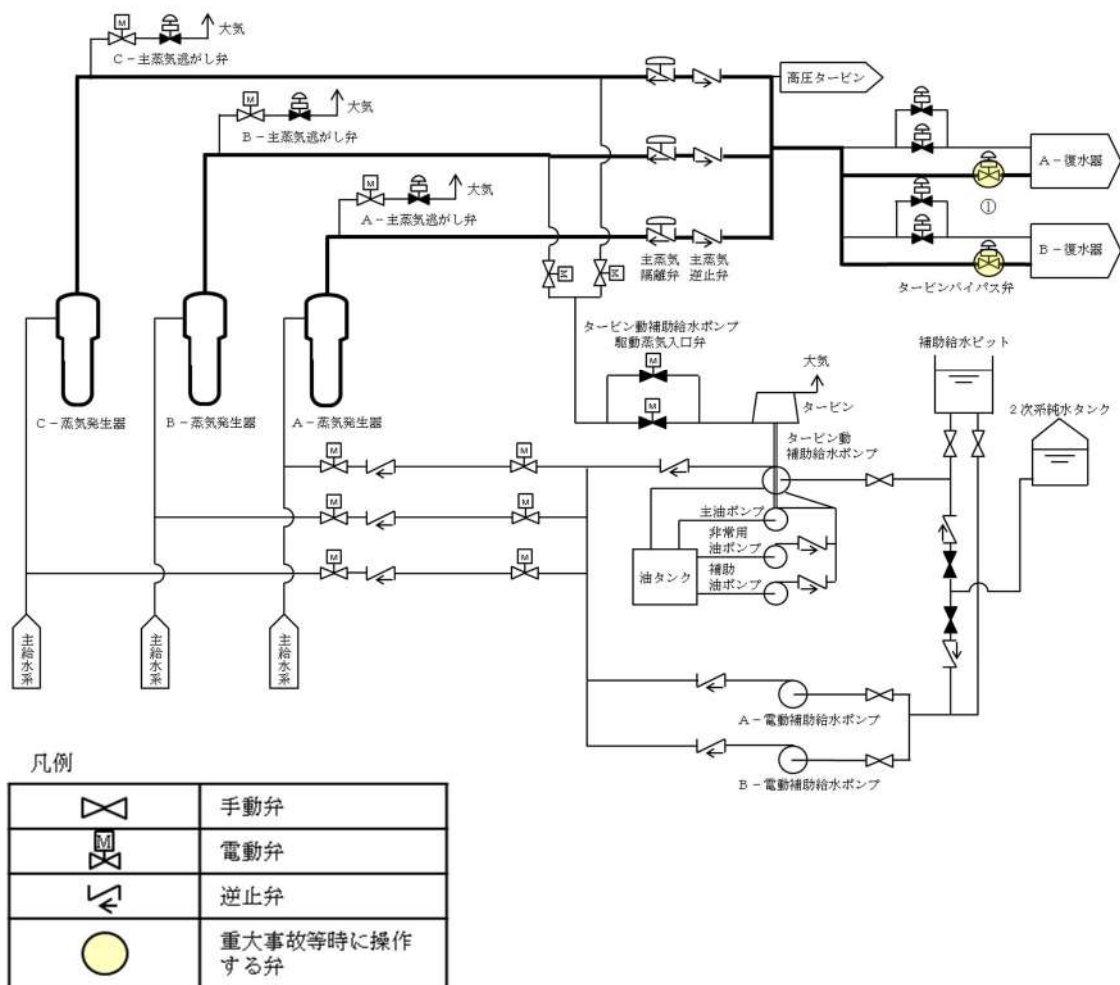 M
大気
C-主蒸気逃がし弁
M
大気
B-主蒸気逃がし弁
M
大気
A-主蒸気逃がし弁
高圧タービン
A-復水器
①
B-復水器
タービンバイパス弁
主蒸気
隔離弁
主蒸気
逆止弁
M
M
C-蒸気発生器
B-蒸気発生器
A-蒸気発生器
タービン動補助給水ポンプ
駆動蒸気入口弁
M
M
大気
タービン
タービン動
補助給水ポンプ
補助給水ピット
2次系純水タンク
M
M
M
M
M
M
主油ポンプ
非常用
油ポンプ
補助
油ポンプ
油タンク
主給水系
主給水系
主給水系
A-電動補助給水ポンプ
B-電動補助給水ポンプ
凡例
手動弁
M
電動弁
逆止弁
重大事故等時に操作
する弁